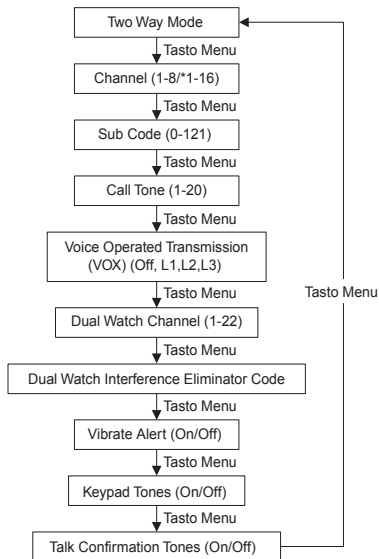 Two Way Mode
Tasto Menu
Channel (1-8/*1-16)
Tasto Menu
Sub Code (0-121)
Tasto Menu
Call Tone (1-20)
Tasto Menu
Voice Operated Transmission
(VOX) (Off, L1,L2,L3)
Tasto Menu
Tasto Menu
Dual Watch Channel (1-22)
Tasto Menu
Dual Watch Interference Eliminator Code
Tasto Menu
Vibrate Alert (On/Off)
Tasto Menu
Keypad Tones (On/Off)
Tasto Menu
Talk Confirmation Tones (On/Off)